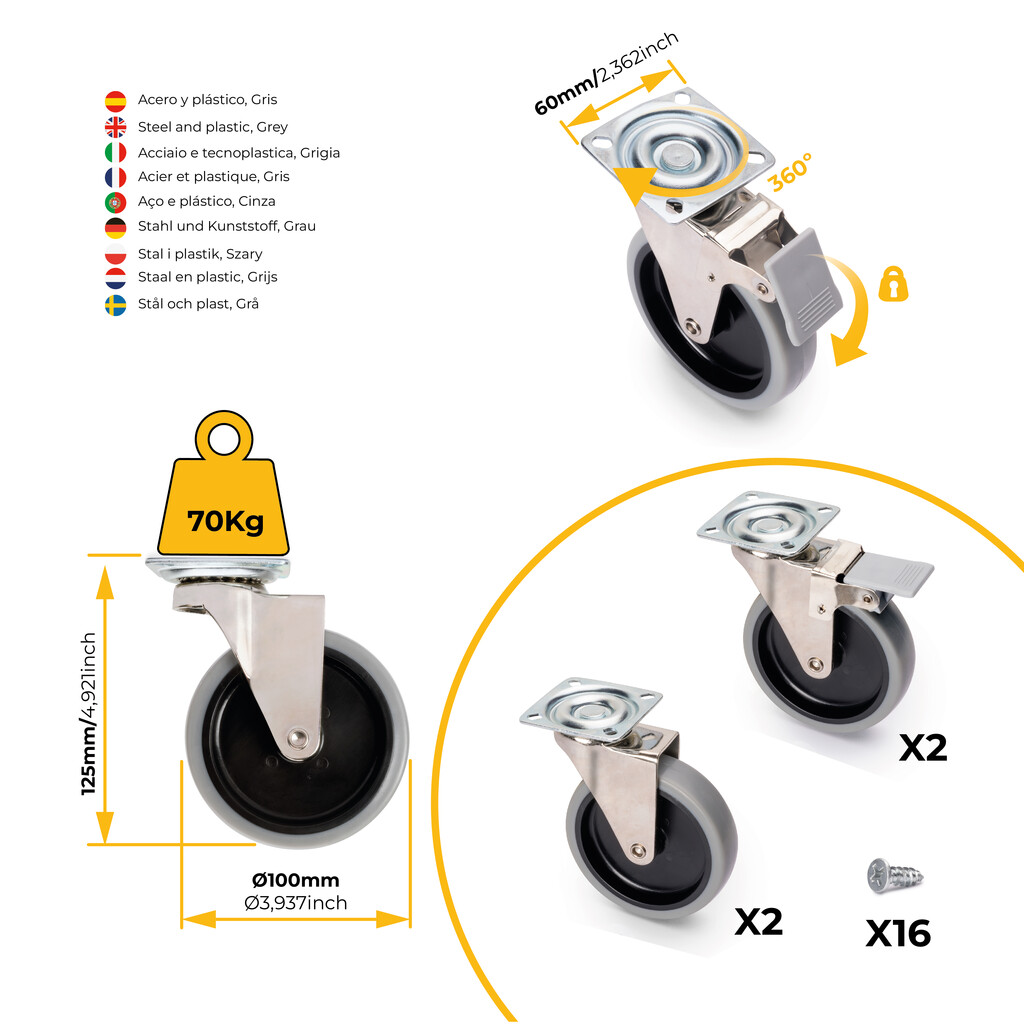 Acero y plástico, Gris
Steel and plastic, Grey
Acciaio e tecnoplastica, Grigia
Acier et plastique, Gris
Aço e plástico, Cinza
Stahl und Kunststoff, Grau
Stal i plastik, Szary
Staal en plastic, Grijs
Stål och plast, Grå
60mm/2,362inch
360°
70Kg
125mm/4,921inch
Ø100mm
Ø3,937inch
X2
X2
X16